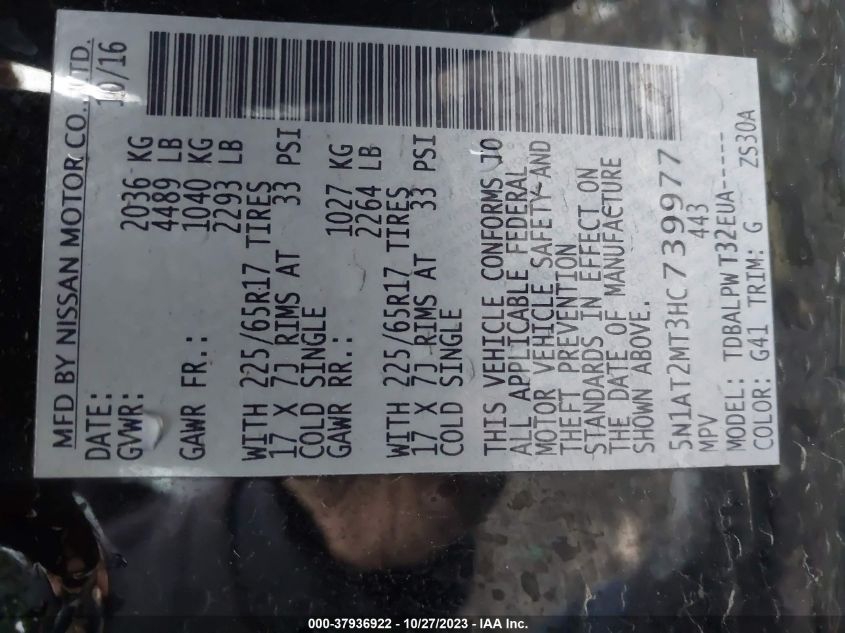 MFD BY NISSAN MOTOR CO., LTD.
DATE: 10/16
GVWR: 2036 KG
4489 LB
GAWR FR.: 1040 KG
2293 LB
WITH 225/65R17 TIRES
17 X 7J RIMS AT 33 PSI
COLD SINGLE
GAWR RR.: 1027 KG
2264 LB
WITH 225/65R17 TIRES
17 X 7J RIMS AT 33 PSI
COLD SINGLE
THIS VEHICLE CONFORMS TO
ALL APPLICABLE FEDERAL
MOTOR VEHICLE SAFETY AND
THEFT PREVENTION
STANDARDS IN EFFECT ON
THE DATE OF MANUFACTURE
SHOWN ABOVE.
5N1AT2MT3HC739977
MPV 443
MODEL: TDBALPW T32EUA-----
COLOR: G41 TRIM: G ZS30A
000-37936922 - 10/27/2023 - IAA Inc.